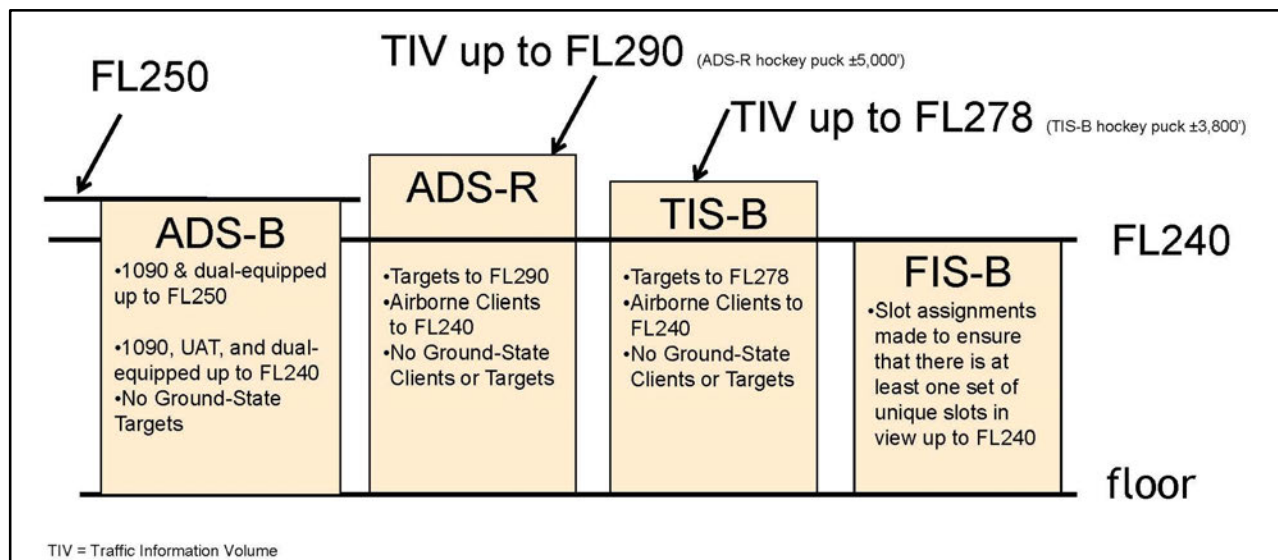 FL250
TIV up to FL290 (ADS-R hockey puck ±5,000')
TIV up to FL278 (TIS-B hockey puck ±3,800')
ADS-B
•1090 & dual-equipped
up to FL250
•1090, UAT, and dual-
equipped up to FL240
•No Ground-State
Targets
ADS-R
•Targets to FL290
•Airborne Clients
to FL240
•No Ground-State
Clients or Targets
TIS-B
•Targets to FL278
•Airborne Clients to
FL240
•No Ground-State
Clients or Targets
FL240
FIS-B
•Slot assignments
made to ensure
that there is at
least one set of
unique slots in
view up to FL240
floor
TIV = Traffic Information Volume